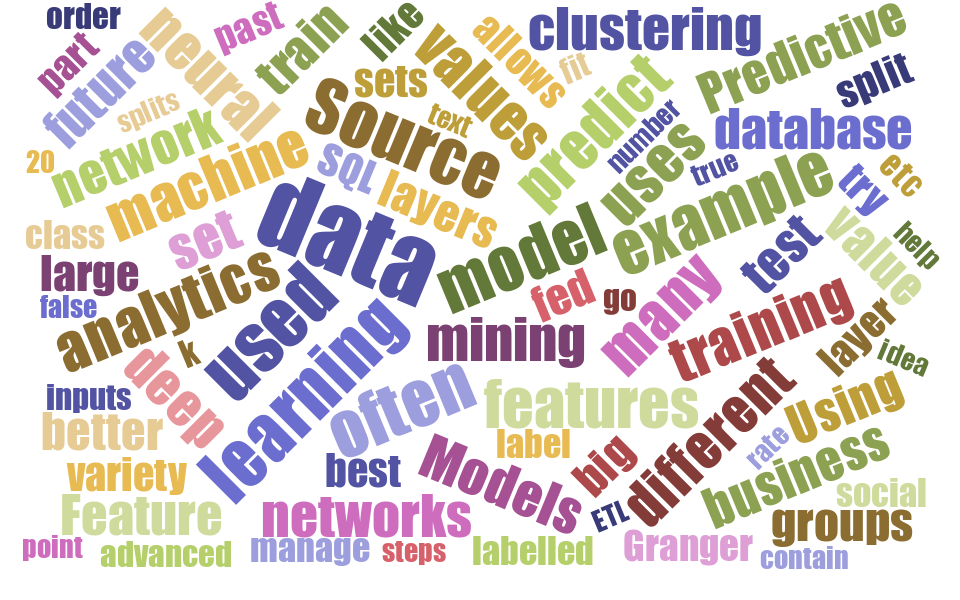 order
past
like
part
future
neural
train
values
allows
fit
clustering
Predictive
split
splits
sets
text
Source
predict
number
database
20
network
machine
SQL
layers
uses
true
etc
try
example
class
set
data
model
test
value
help
large
false
analytics
used
fed
go
many
training
k
learning
mining
layer
idea
deep
inputs
better
often
features
different
Using
label
big
rate
variety
best
Models
business
social
Feature
networks
ETL
groups
point
advanced
manage
steps
labelled
Granger
contain